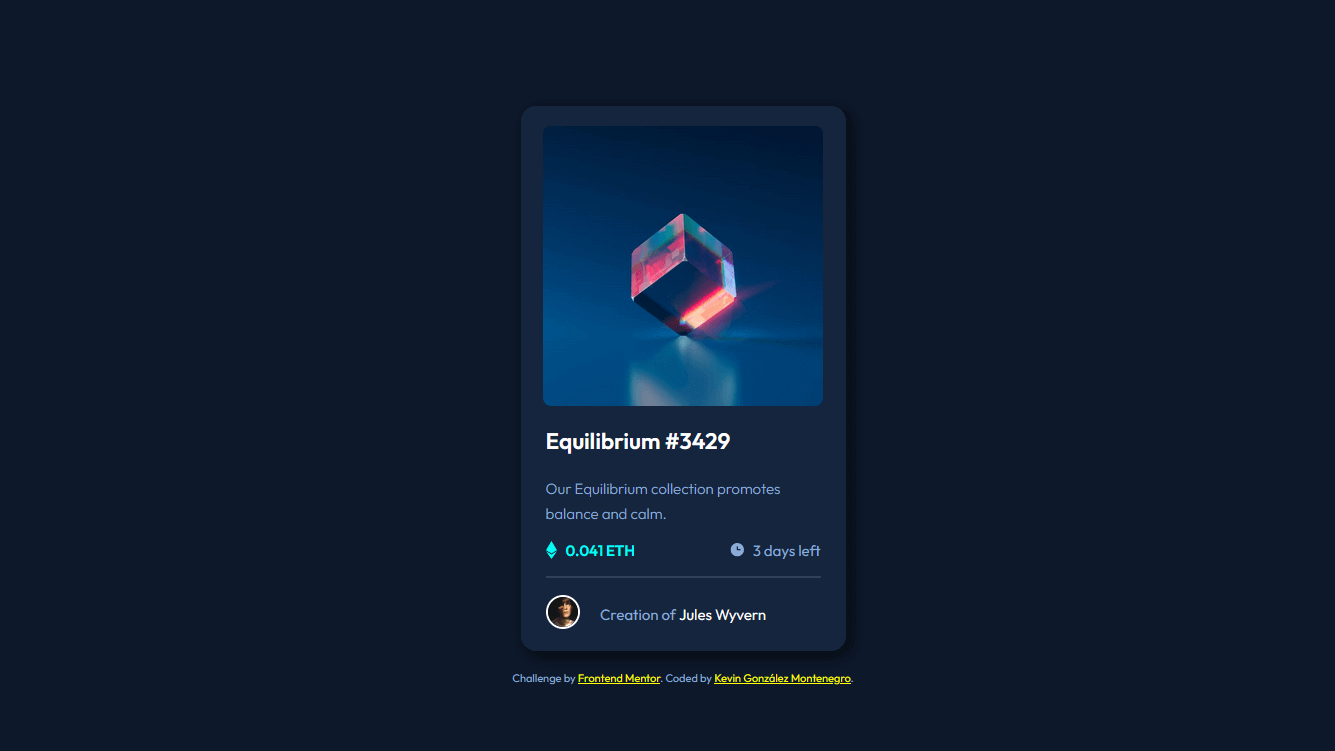 Equilibrium #3429
Our Equilibrium collection promotes
balance and calm.
0.041 ETH
3 days left
Creation of Jules Wyvern
Challenge by Frontend Mentor. Coded by Kevin González Montenegro.